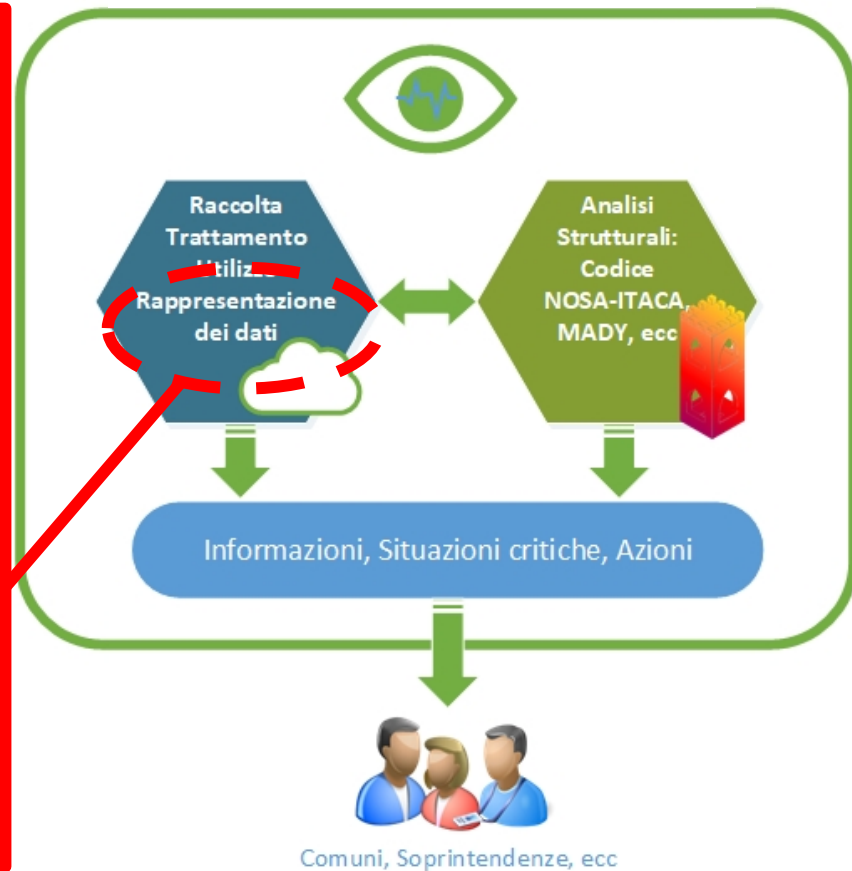 Raccolta
Trattamento
Utilizzo
Rappresentazione
dei dati
Analisi
Strutturali:
Codice
NOSA-ITACA,
MADY, ecc
Informazioni, Situazioni critiche, Azioni
Comuni, Soprintendenze, ecc